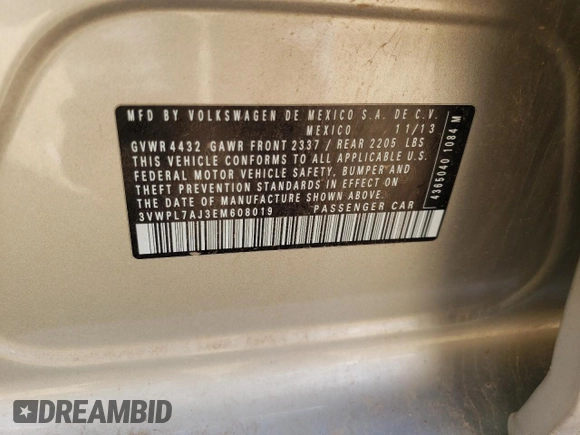 MFD BY VOLKSWAGEN DE MEXICO S.A. DE C.V.
MEXICO 11/13
GVWR 4432 GAWR FRONT 2337 / REAR 2205 LBS
THIS VEHICLE CONFORMS TO ALL APPLICABLE U.S.
FEDERAL MOTOR VEHICLE SAFETY, BUMPER AND
THEFT PREVENTION STANDARDS IN EFFECT ON
THE DATE OF MANUFACTURE SHOWN ABOVE.
3VWPL7AJ3EM608019 PASSENGER CAR
4365040 1084 M
DREAMBID